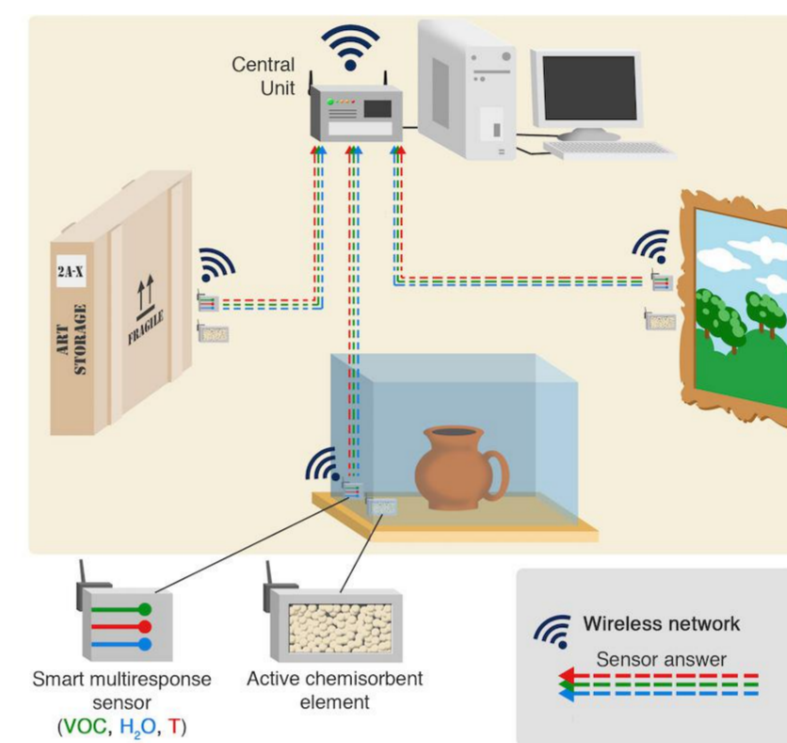 Central
Unit
2A-X
ART
STORAGE
FRAGILE
Smart multiresponse
sensor
(VOC, H₂O, T)
Active chemisorbent
element
Wireless network
Sensor answer